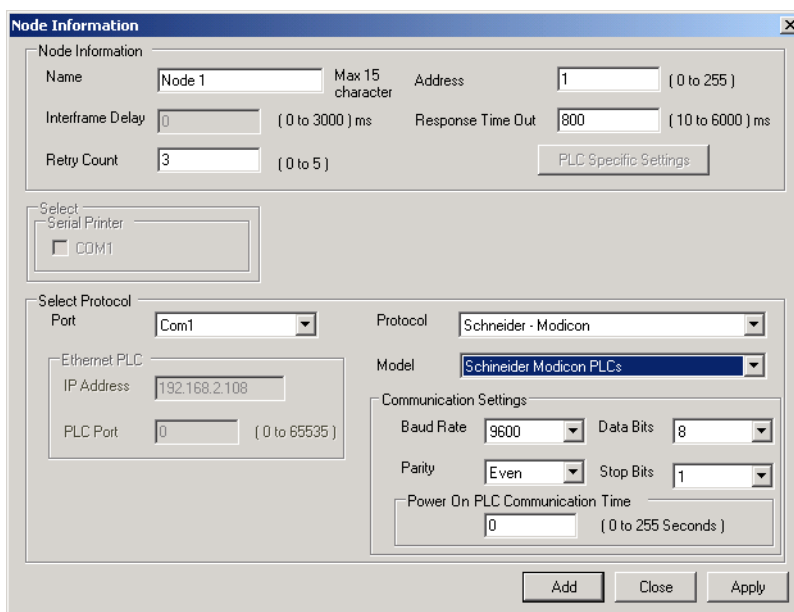 Node Information
Node Information
Name
Node 1
Max 15
character
Address
1
( 0 to 255 )
Interframe Delay
0
( 0 to 3000 ) ms
Response Time Out
800
( 10 to 6000 ) ms
Retry Count
3
( 0 to 5 )
PLC Specific Settings
Select
Serial Printer
COM1
Select Protocol
Port
Com1
Protocol
Schneider - Modicon
Ethernet PLC
IP Address
192.168.2.108
PLC Port
0
( 0 to 65535 )
Model
Schineider Modicon PLCs
Communication Settings
Baud Rate
9600
Data Bits
8
Parity
Even
Stop Bits
1
Power On PLC Communication Time
0
( 0 to 255 Seconds )
Add
Close
Apply